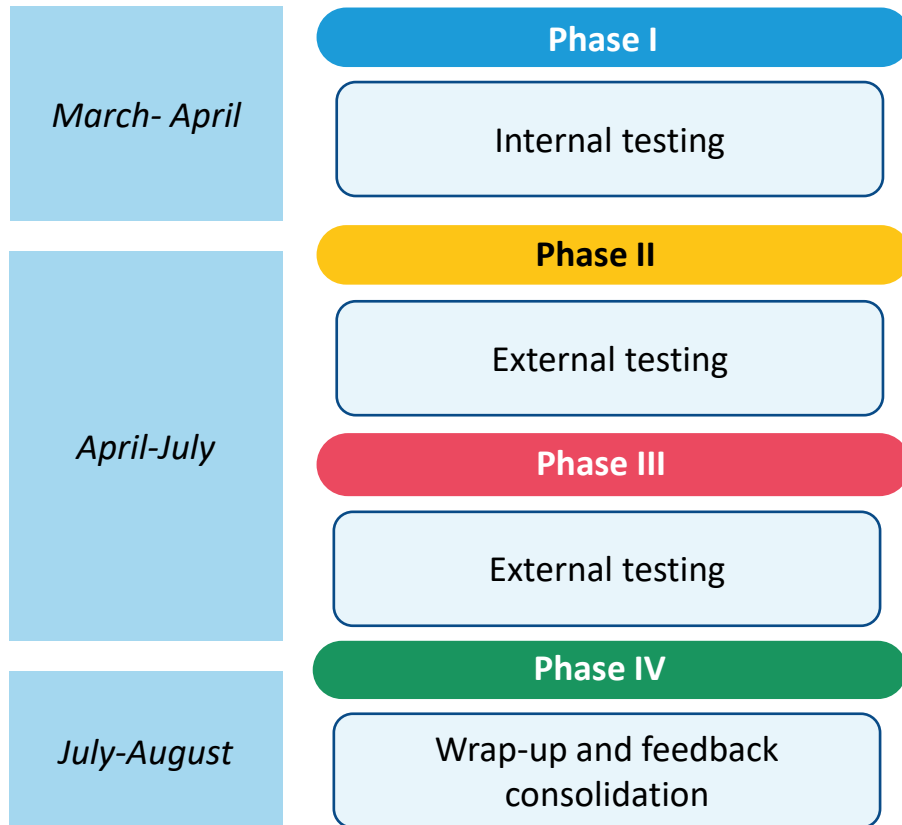 March- April
Phase I
Internal testing
April-July
Phase II
External testing
Phase III
External testing
July-August
Phase IV
Wrap-up and feedback
consolidation